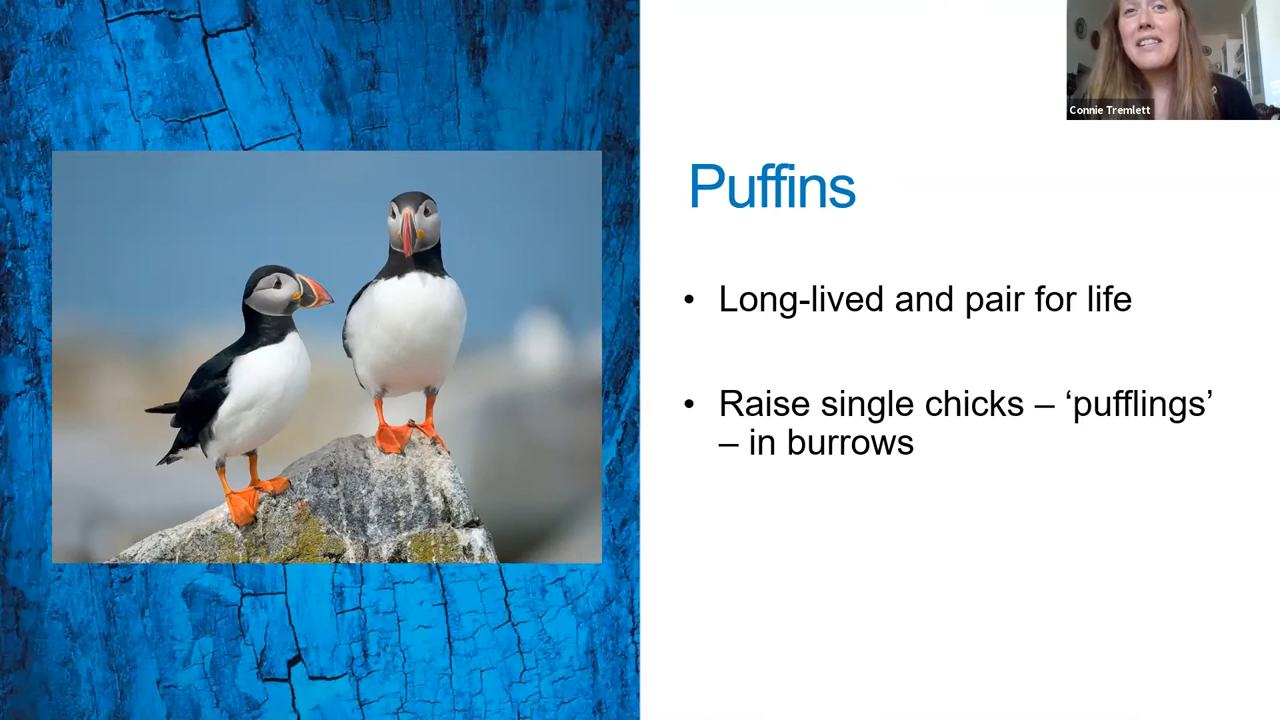 Connie Tremlett
Puffins
• Long-lived and pair for life
• Raise single chicks – ‘pufflings’
– in burrows